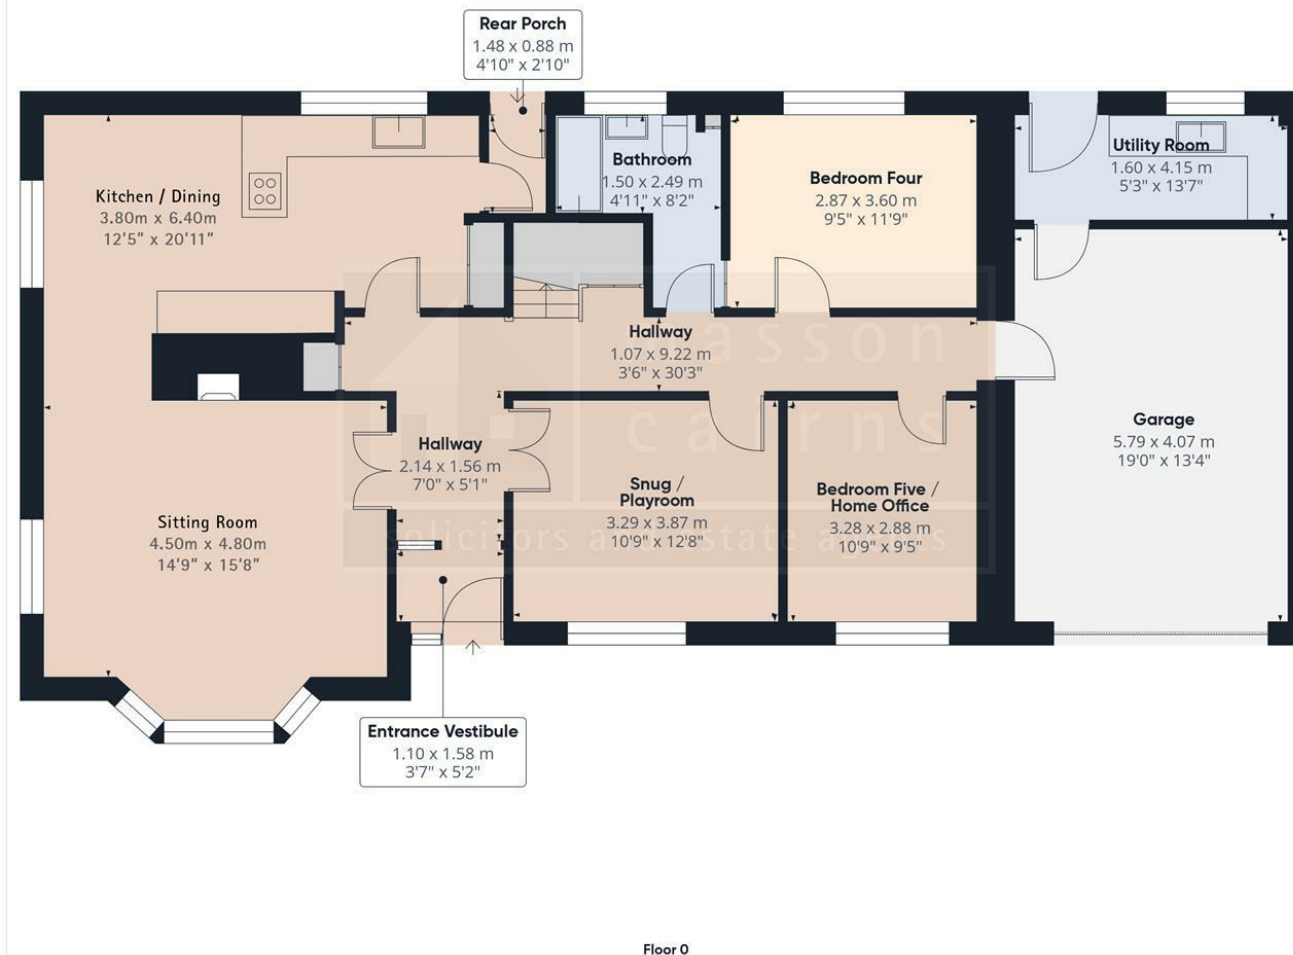 Rear Porch
1.48 x 0.88 m
4'10" x 2'10"
Kitchen / Dining
3.80m x 6.40m
12'5" x 20'11"
Bathroom
1.50 x 2.49 m
4'11" x 8'2"
Bedroom Four
2.87 x 3.60 m
9'5" x 11'9"
Utility Room
1.60 x 4.15 m
5'3" x 13'7"
Hallway
1.07 x 9.22 m
3'6" x 30'3"
masson
cairns
solicitors and estate agents
Garage
5.79 x 4.07 m
19'0" x 13'4"
Hallway
2.14 x 1.56 m
7'0" x 5'1"
Sitting Room
4.50m x 4.80m
14'9" x 15'8"
Snug /
Playroom
3.29 x 3.87 m
10'9" x 12'8"
Bedroom Five /
Home Office
3.28 x 2.88 m
10'9" x 9'5"
Entrance Vestibule
1.10 x 1.58 m
3'7" x 5'2"
Floor 0